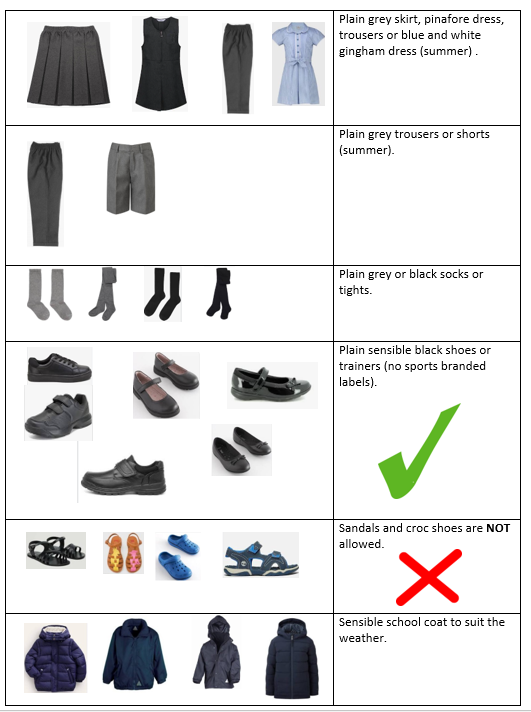 Plain grey skirt, pinafore dress,
trousers or blue and white
gingham dress (summer) .
Plain grey trousers or shorts
(summer).
Plain grey or black socks or
tights.
Plain sensible black shoes or
trainers (no sports branded
labels).
Sandals and croc shoes are NOT
allowed.
Sensible school coat to suit the
weather.